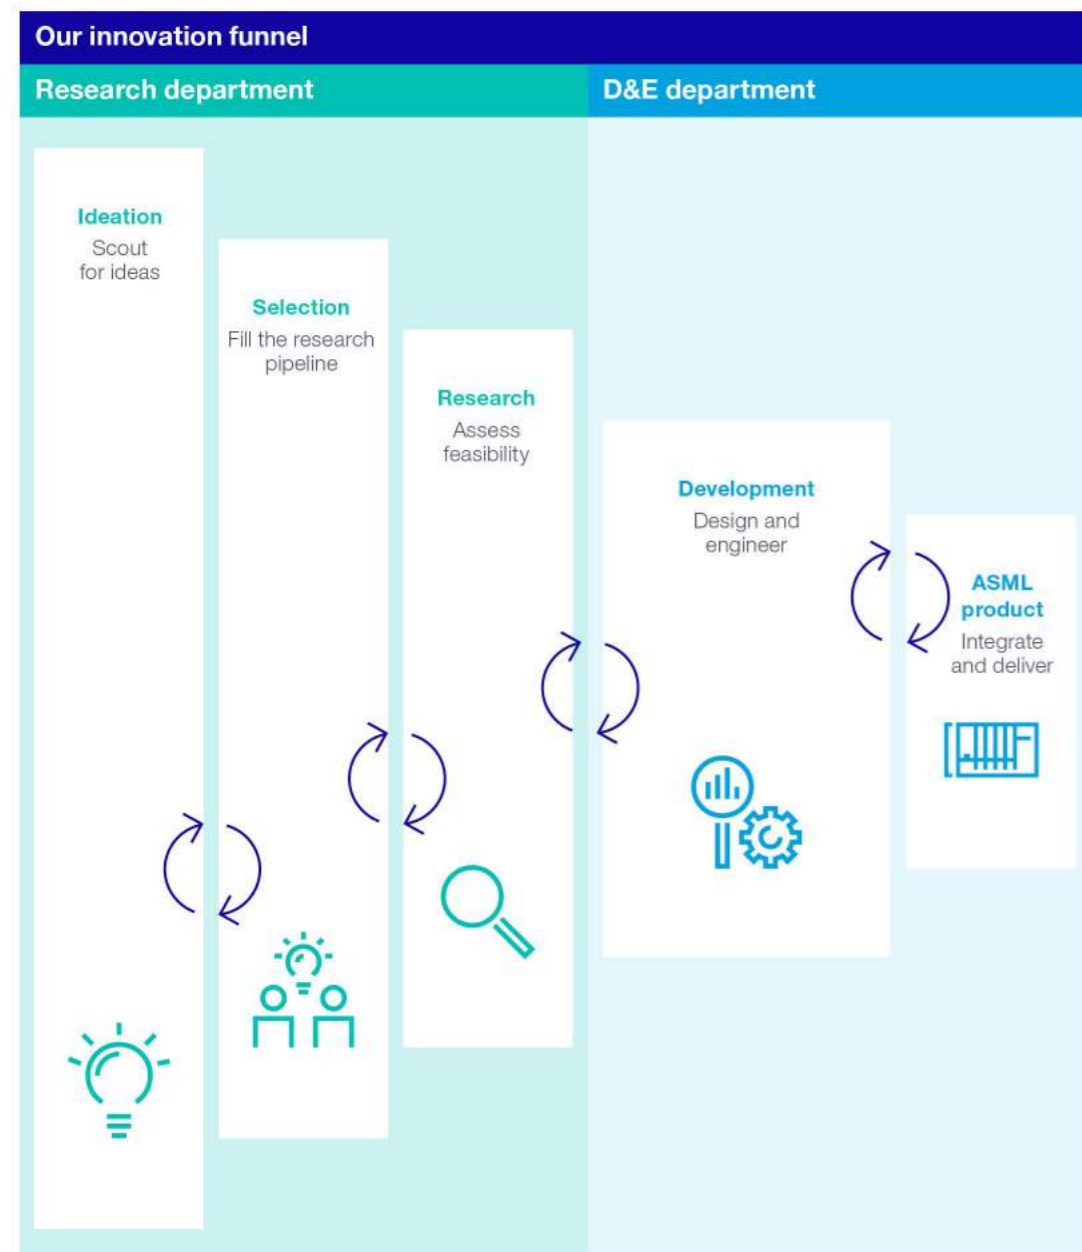 Our innovation funnel
Research department
D&E department
Ideation
Scout
for ideas
Selection
Fill the research
pipeline
Research
Assess
feasibility
Development
Design and
engineer
ASML
product
Integrate
and deliver